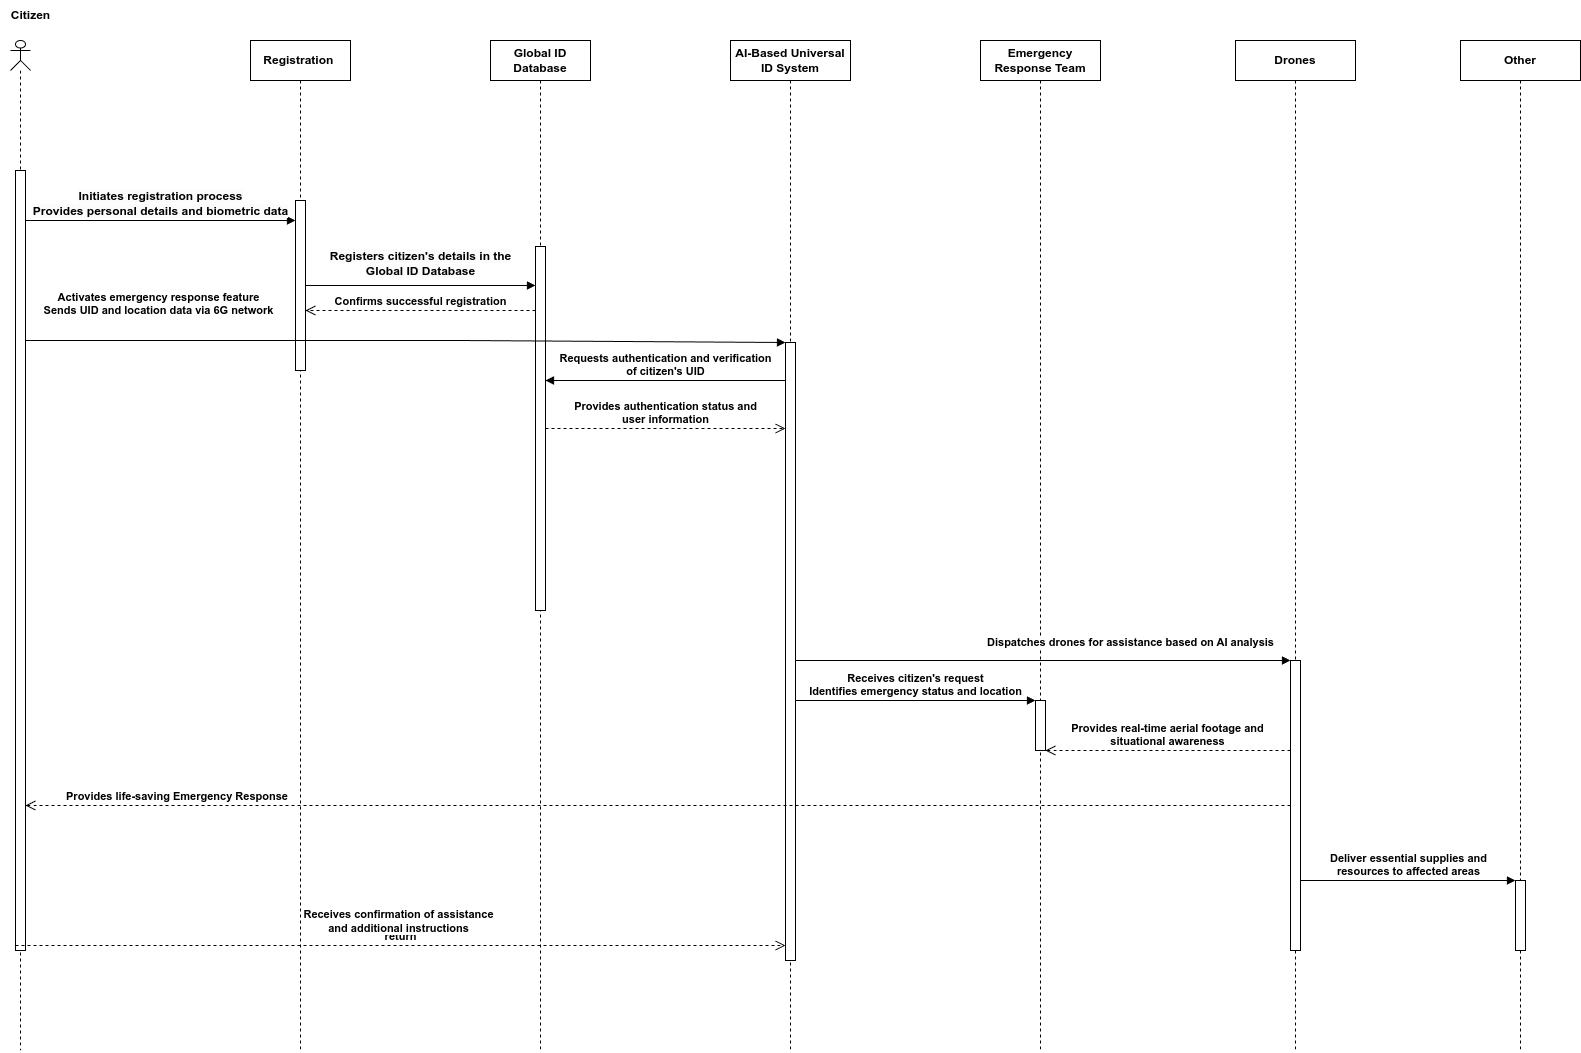 Citizen
Registration
Global ID
Database
AI-Based Universal
ID System
Emergency
Response Team
Drones
Other
Initiates registration process
Provides personal details and biometric data
Registers citizen's details in the
Global ID Database
Activates emergency response feature
Sends UID and location data via 6G network
Confirms successful registration
Requests authentication and verification
of citizen's UID
Provides authentication status and
user information
Dispatches drones for assistance based on AI analysis
Receives citizen's request
Identifies emergency status and location
Provides real-time aerial footage and
situational awareness
Provides life-saving Emergency Response
Deliver essential supplies and
resources to affected areas
Receives confirmation of assistance
and additional instructions
return